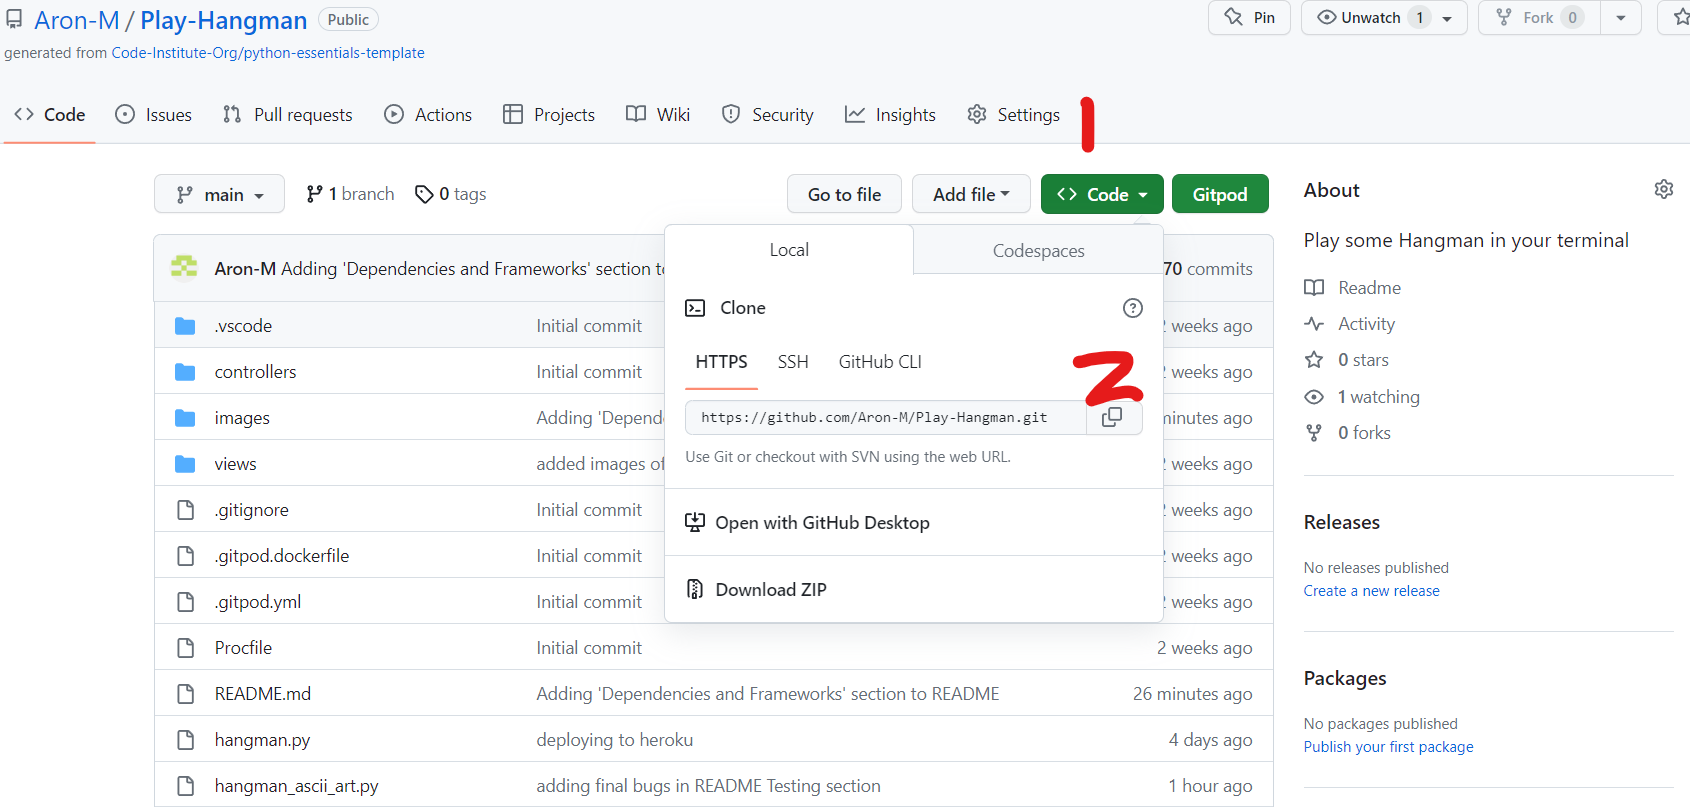 Aron-M / Play-Hangman Public
Pin
Unwatch 1
Fork 0
generated from Code-Institute-Org/python-essentials-template
Code
Issues
Pull requests
Actions
Projects
Wiki
Security
Insights
Settings
1
main
1 branch
0 tags
Go to file
Add file
Code
Gitpod
Aron-M Adding 'Dependencies and Frameworks' section to
70 commits
.vscode Initial commit 2 weeks ago
controllers Initial commit 2 weeks ago
images Adding 'Depend minutes ago
views added images of 2 weeks ago
.gitignore Initial commit 2 weeks ago
.gitpod.dockerfile Initial commit 2 weeks ago
.gitpod.yml Initial commit 2 weeks ago
Procfile Initial commit 2 weeks ago
README.md Adding 'Dependencies and Frameworks' section to README 26 minutes ago
hangman.py deploying to heroku 4 days ago
hangman_ascii_art.py adding final bugs in README Testing section 1 hour ago
Local
Codespaces
Clone
HTTPS
SSH
GitHub CLI
2
https://github.com/Aron-M/Play-Hangman.git
Use Git or checkout with SVN using the web URL.
Open with GitHub Desktop
Download ZIP
About
Play some Hangman in your terminal
Readme
Activity
0 stars
1 watching
0 forks
Releases
No releases published
Create a new release
Packages
No packages published
Publish your first package